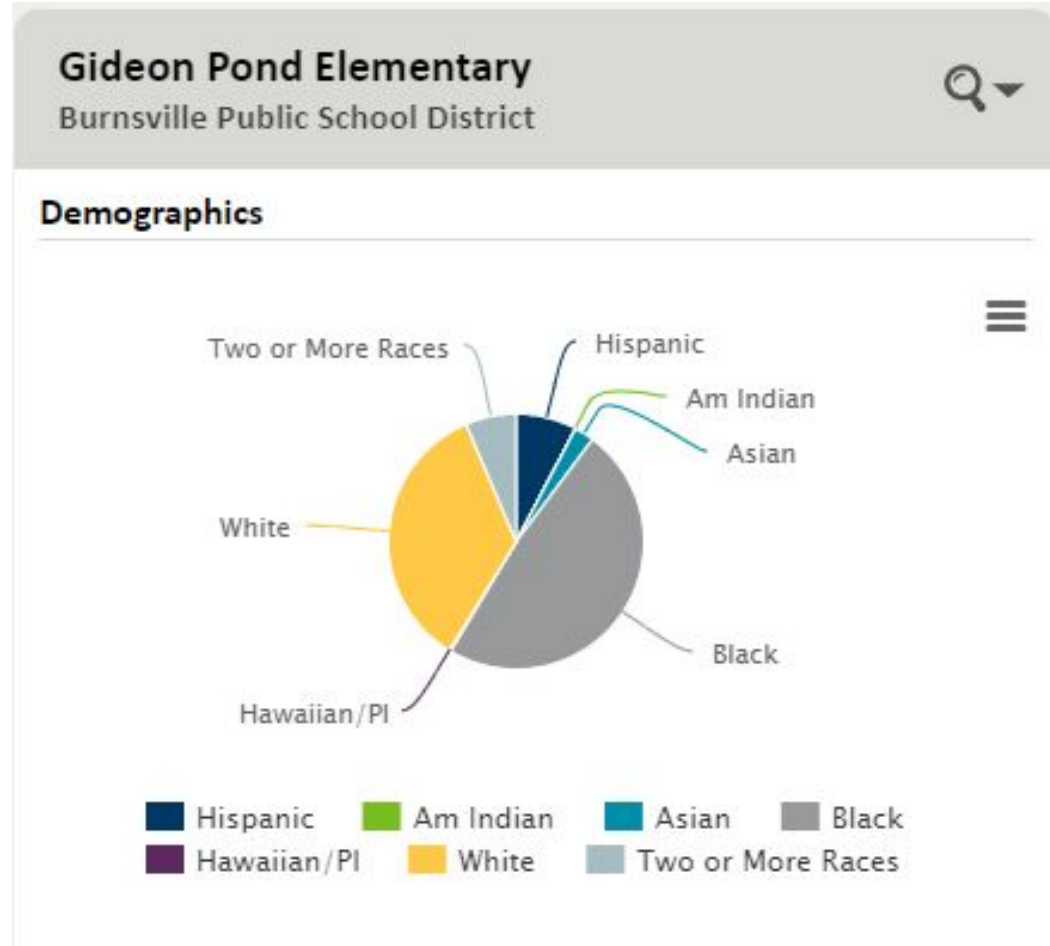 Gideon Pond Elementary
Burnsville Public School District
Demographics
Two or More Races
Hispanic
Am Indian
Asian
White
Black
Hawaiian/PI
Hispanic Am Indian Asian Black
Hawaiian/PI White Two or More Races